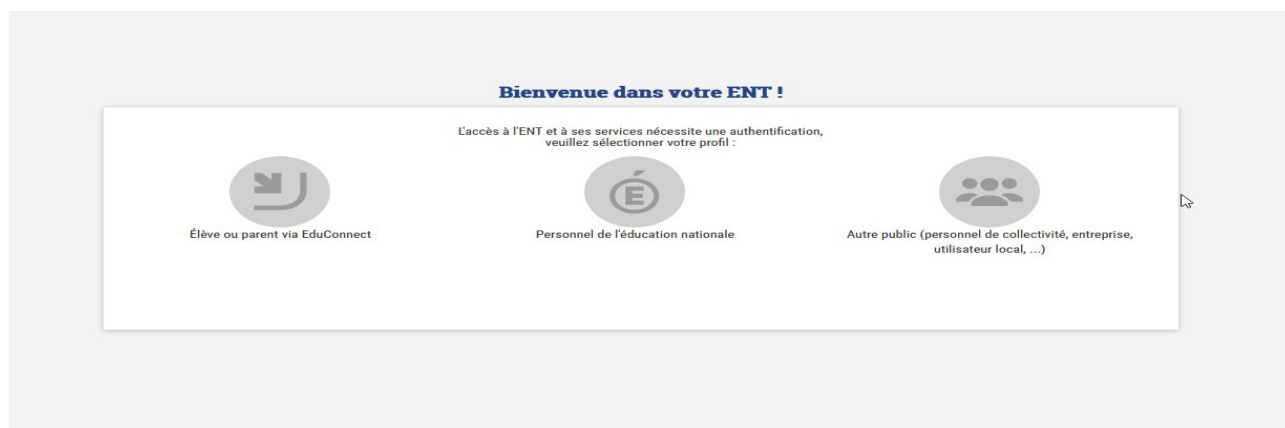 Bienvenue dans votre ENT !
L'accès à l'ENT et à ses services nécessite une authentification,
veuillez sélectionner votre profil :
É
Élève ou parent via EduConnect
Personnel de l'éducation nationale
Autre public (personnel de collectivité, entreprise,
utilisateur local, ...)